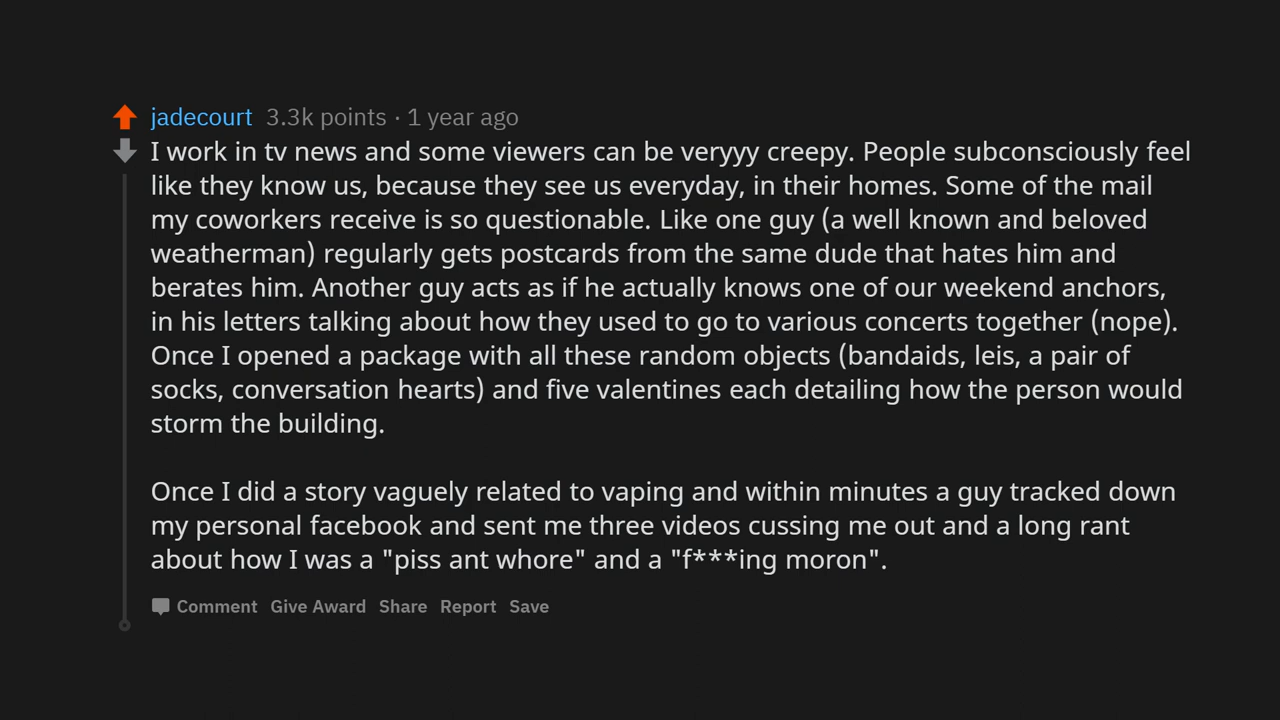 jadecourt 3.3k points · 1 year ago
I work in tv news and some viewers can be veryyy creepy. People subconsciously feel
like they know us, because they see us everyday, in their homes. Some of the mail
my coworkers receive is so questionable. Like one guy (a well known and beloved
weatherman) regularly gets postcards from the same dude that hates him and
berates him. Another guy acts as if he actually knows one of our weekend anchors,
in his letters talking about how they used to go to various concerts together (nope).
Once I opened a package with all these random objects (bandaids, leis, a pair of
socks, conversation hearts) and five valentines each detailing how the person would
storm the building.
Once I did a story vaguely related to vaping and within minutes a guy tracked down
my personal facebook and sent me three videos cussing me out and a long rant
about how I was a "piss ant whore" and a "f***ing moron".
Comment Give Award Share Report Save